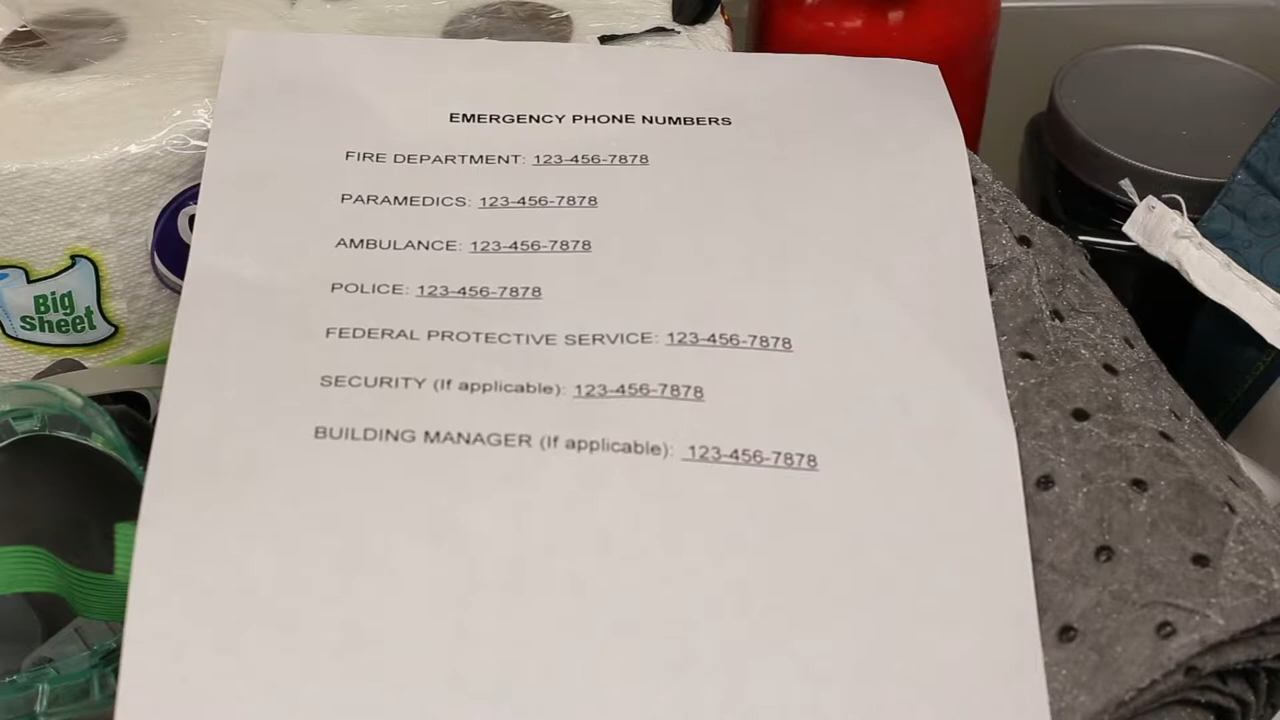 EMERGENCY PHONE NUMBERS
FIRE DEPARTMENT: 123-456-7878
PARAMEDICS: 123-456-7878
AMBULANCE: 123-456-7878
POLICE: 123-456-7878
FEDERAL PROTECTIVE SERVICE: 123-456-7878
SECURITY (If applicable): 123-456-7878
BUILDING MANAGER (If applicable): 123-456-7878
Big
Sheet